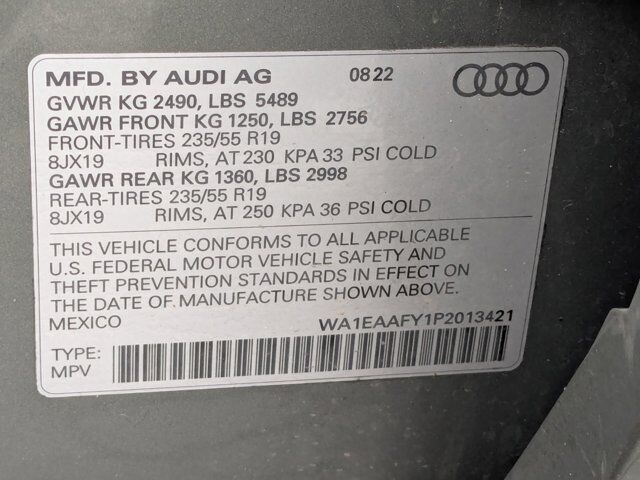 MFD. BY AUDI AG 08 22
GVWR KG 2490, LBS 5489
GAWR FRONT KG 1250, LBS 2756
FRONT-TIRES 235/55 R19
8JX19 RIMS, AT 230 KPA 33 PSI COLD
GAWR REAR KG 1360, LBS 2998
REAR-TIRES 235/55 R19
8JX19 RIMS, AT 250 KPA 36 PSI COLD
THIS VEHICLE CONFORMS TO ALL APPLICABLE
U.S. FEDERAL MOTOR VEHICLE SAFETY AND
THEFT PREVENTION STANDARDS IN EFFECT ON
THE DATE OF MANUFACTURE SHOWN ABOVE.
MEXICO WA1EAAFY1P2013421
TYPE:
MPV